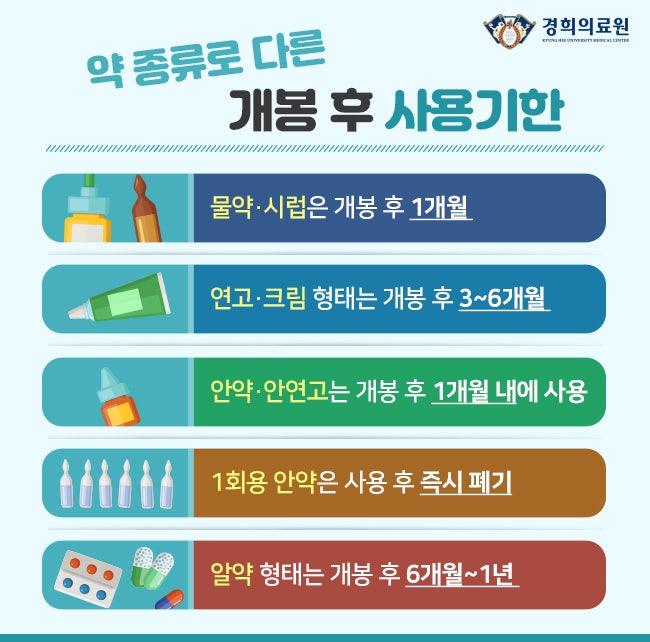 경희의료원
KYUNG HEE UNIVERSITY MEDICAL CENTER
약 종류로 다른
개봉 후 사용기한
물약·시럽은 개봉 후 1개월
연고·크림 형태는 개봉 후 3~6개월
안약·안연고는 개봉 후 1개월 내에 사용
1회용 안약은 사용 후 즉시 폐기
알약 형태는 개봉 후 6개월~1년